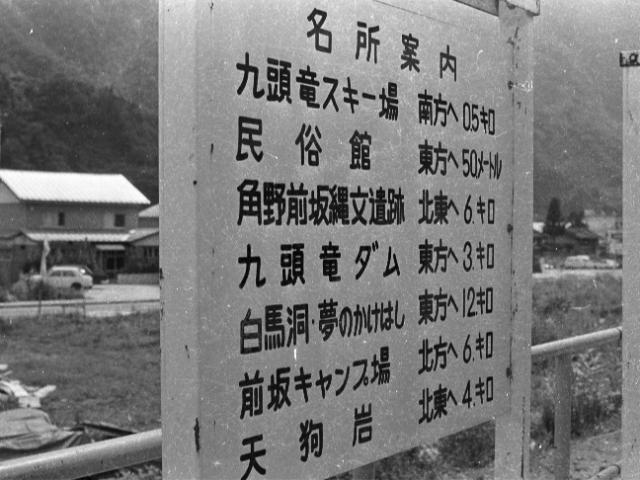 名所案内
九頭竜スキー場 南方へ0.5キロ
民俗館 東方へ50メートル
角野前坂縄文遺跡 北東へ6.キロ
九頭竜ダム 東方へ3.キロ
白馬洞・夢のかけはし 東方へ12.キロ
前坂キャンプ場 北方へ6.キロ
天狗岩 北東へ4.キロ